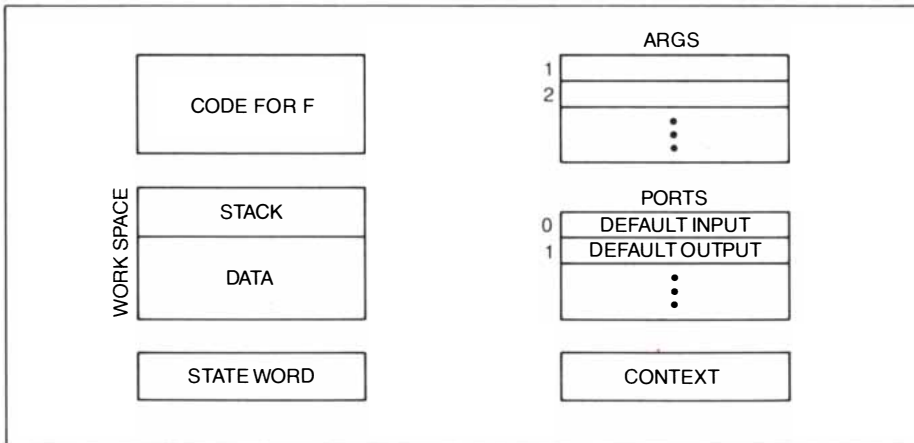 CODE FOR F
WORK SPACE
STACK
DATA
STATE WORD
ARGS
1
2
PORTS
0 DEFAULT INPUT
1 DEFAULT OUTPUT
CONTEXT